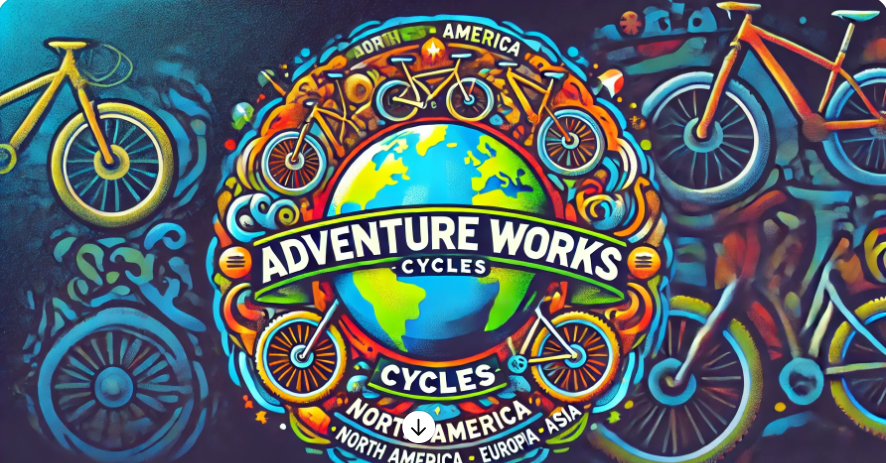 NORTH AMERICA
ADVENTURE WORKS
· CYCLES
CYCLES
AMERICA
· NORTH AMERICA · EUROPIA · ASIA